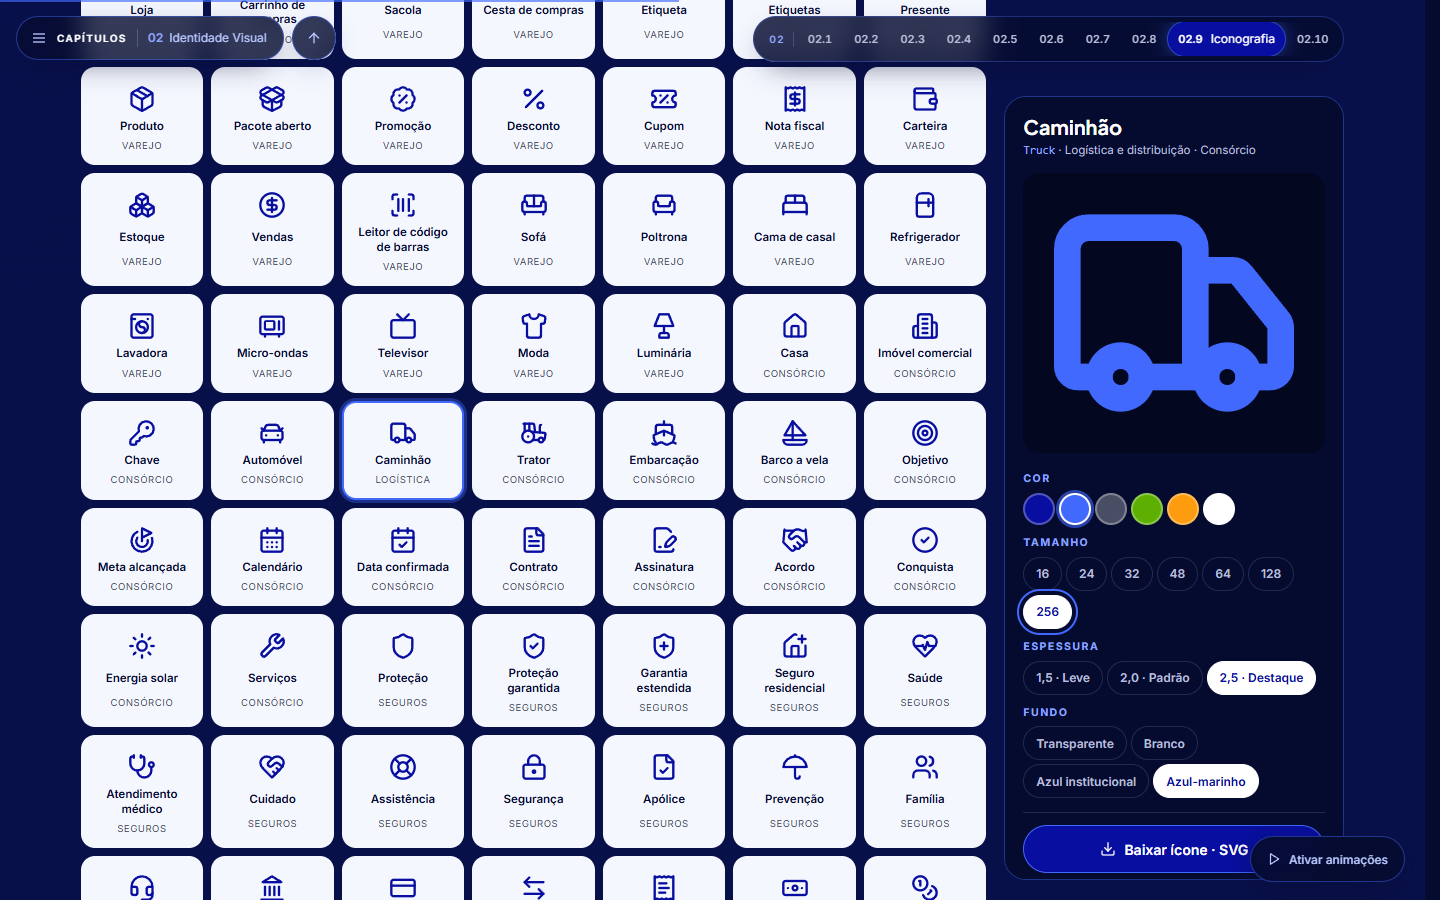 Loja
Carrinho de
compras
Sacola
Cesta de compras
Etiqueta
Etiquetas
Presente
VAREJO
VAREJO
VAREJO
VAREJO
CAPÍTULOS
02 Identidade Visual
02
02.1
02.2
02.3
02.4
02.5
02.6
02.7
02.8
02.9 Iconografia
02.10
Produto
Pacote aberto
Promoção
Desconto
Cupom
Nota fiscal
Carteira
VAREJO
VAREJO
VAREJO
VAREJO
VAREJO
VAREJO
VAREJO
Estoque
Vendas
Leitor de código
de barras
Sofá
Poltrona
Cama de casal
Refrigerador
VAREJO
VAREJO
VAREJO
VAREJO
VAREJO
VAREJO
VAREJO
Lavadora
Micro-ondas
Televisor
Moda
Luminária
Casa
Imóvel comercial
VAREJO
VAREJO
VAREJO
VAREJO
VAREJO
CONSÓRCIO
CONSÓRCIO
Chave
Automóvel
Caminhão
Trator
Embarcação
Barco a vela
Objetivo
CONSÓRCIO
CONSÓRCIO
LOGÍSTICA
CONSÓRCIO
CONSÓRCIO
CONSÓRCIO
CONSÓRCIO
Meta alcançada
Calendário
Data confirmada
Contrato
Assinatura
Acordo
Conquista
CONSÓRCIO
CONSÓRCIO
CONSÓRCIO
CONSÓRCIO
CONSÓRCIO
CONSÓRCIO
CONSÓRCIO
Energia solar
Serviços
Proteção
Proteção
garantida
Garantia
estendida
Seguro
residencial
Saúde
CONSÓRCIO
CONSÓRCIO
SEGUROS
SEGUROS
SEGUROS
SEGUROS
SEGUROS
Atendimento
médico
Cuidado
Assistência
Segurança
Apólice
Prevenção
Família
SEGUROS
SEGUROS
SEGUROS
SEGUROS
SEGUROS
SEGUROS
SEGUROS
Caminhão
Truck · Logística e distribuição · Consórcio
COR
TAMANHO
16
24
32
48
64
128
256
ESPESSURA
1,5 · Leve
2,0 · Padrão
2,5 · Destaque
FUNDO
Transparente
Branco
Azul institucional
Azul-marinho
Baixar ícone · SVG
Ativar animações